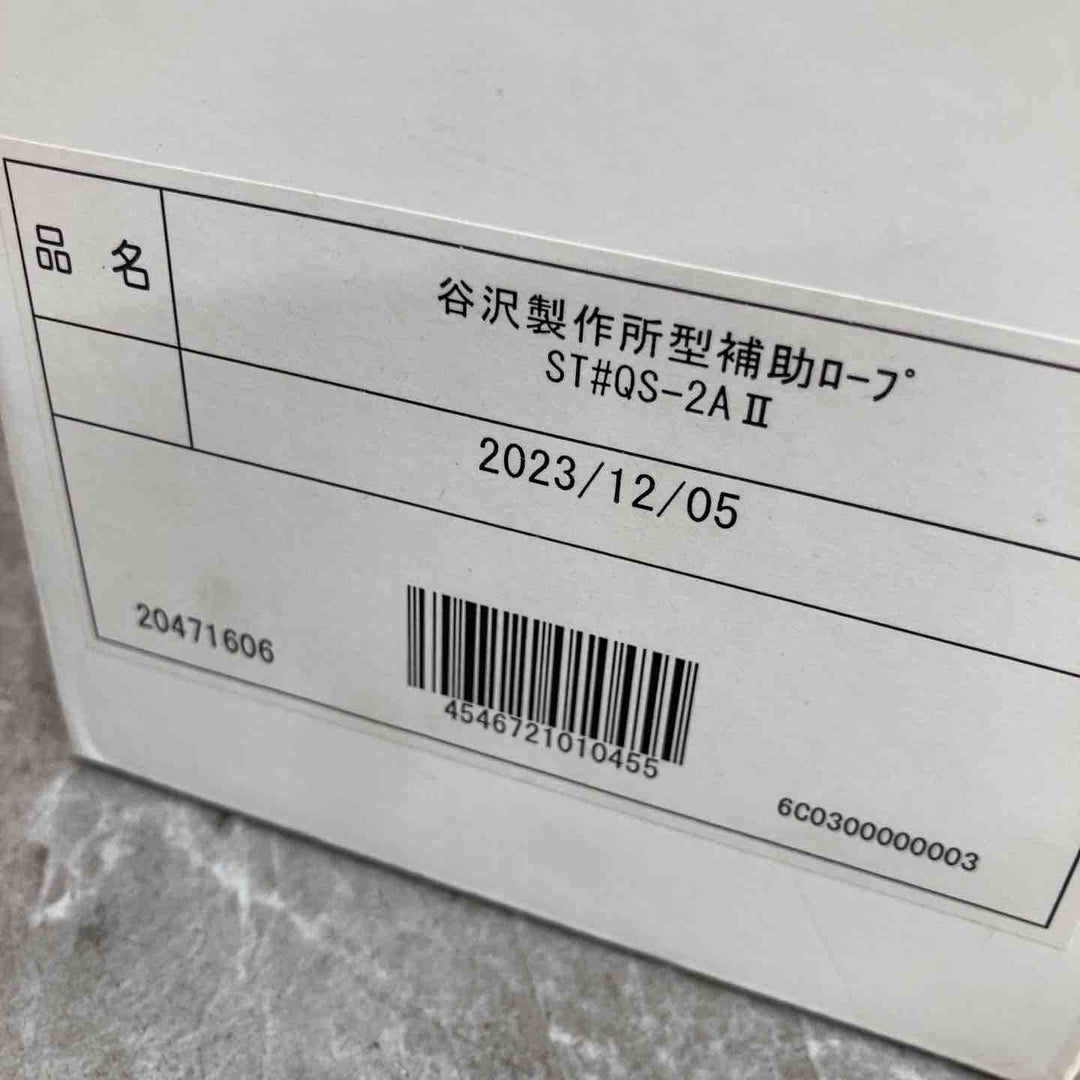 品 名
谷沢製作所型補助ﾛｰﾌﾟ
ST#QS-2AⅡ
2023/12/05
20471606
4546721010455
6C0300000003